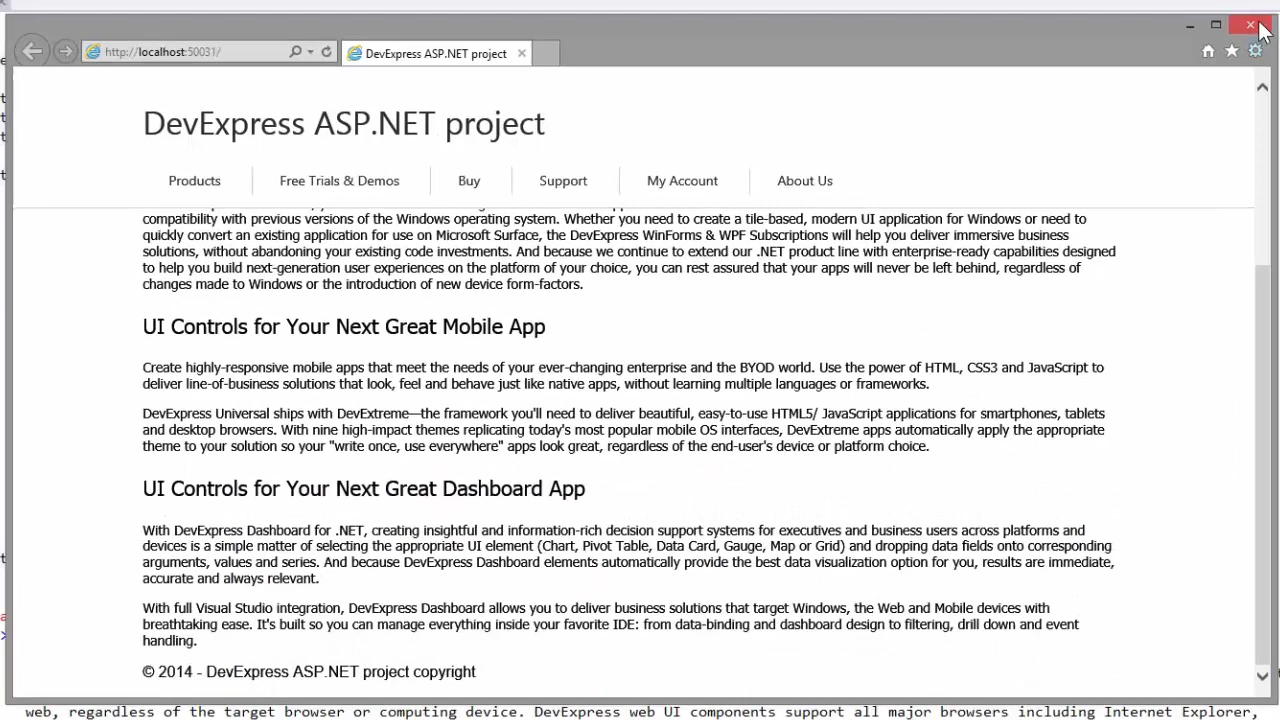 http://localhost:50031/
DevExpress ASP.NET project
DevExpress ASP.NET project
Products Free Trials & Demos Buy Support My Account About Us
compatibility with previous versions of the Windows operating system. Whether you need to create a tile-based, modern UI application for Windows or need to
quickly convert an existing application for use on Microsoft Surface, the DevExpress WinForms & WPF Subscriptions will help you deliver immersive business
solutions, without abandoning your existing code investments. And because we continue to extend our .NET product line with enterprise-ready capabilities designed
to help you build next-generation user experiences on the platform of your choice, you can rest assured that your apps will never be left behind, regardless of
changes made to Windows or the introduction of new device form-factors.
UI Controls for Your Next Great Mobile App
Create highly-responsive mobile apps that meet the needs of your ever-changing enterprise and the BYOD world. Use the power of HTML, CSS3 and JavaScript to
deliver line-of-business solutions that look, feel and behave just like native apps, without learning multiple languages or frameworks.
DevExpress Universal ships with DevExtreme—the framework you'll need to deliver beautiful, easy-to-use HTML5/ JavaScript applications for smartphones, tablets
and desktop browsers. With nine high-impact themes replicating today's most popular mobile OS interfaces, DevExtreme apps automatically apply the appropriate
theme to your solution so your "write once, use everywhere" apps look great, regardless of the end-user's device or platform choice.
UI Controls for Your Next Great Dashboard App
With DevExpress Dashboard for .NET, creating insightful and information-rich decision support systems for executives and business users across platforms and
devices is a simple matter of selecting the appropriate UI element (Chart, Pivot Table, Data Card, Gauge, Map or Grid) and dropping data fields onto corresponding
arguments, values and series. And because DevExpress Dashboard elements automatically provide the best data visualization option for you, results are immediate,
accurate and always relevant.
With full Visual Studio integration, DevExpress Dashboard allows you to deliver business solutions that target Windows, the Web and Mobile devices with
breathtaking ease. It's built so you can manage everything inside your favorite IDE: from data-binding and dashboard design to filtering, drill down and event
handling.
© 2014 - DevExpress ASP.NET project copyright
web, regardless of the target browser or computing device. DevExpress web UI components support all major browsers including Internet Explorer,